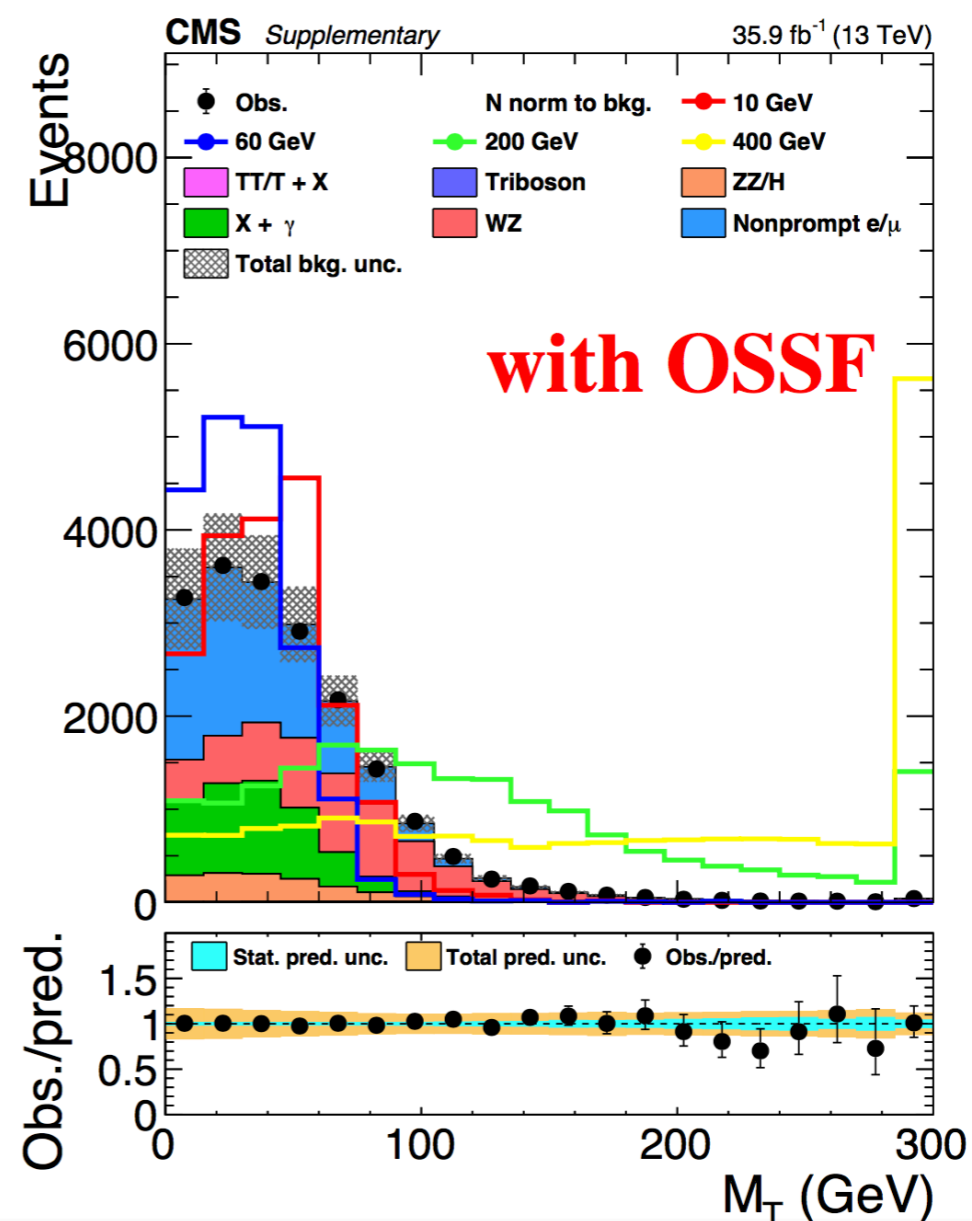 CMS Supplementary 35.9 fb⁻¹ (13 TeV)
Events
8000
6000
4000
2000
0
Obs. N norm to bkg. 10 GeV
60 GeV 200 GeV 400 GeV
TT/T + X Triboson ZZ/H
X + γ WZ Nonprompt e/μ
Total bkg. unc.
with OSSF
Obs./pred.
1.5
1
0.5
0
Stat. pred. unc. Total pred. unc. Obs./pred.
0 100 200 300
M_T (GeV)